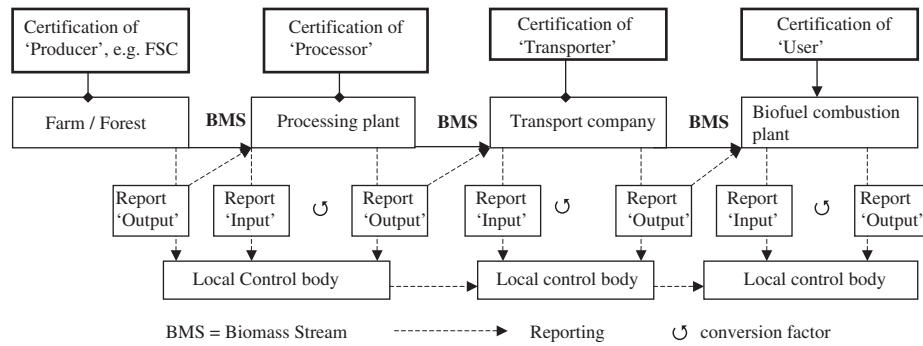 Certification of
‘Producer’, e.g. FSC
Certification of
‘Processor’
Certification of
‘Transporter’
Certification of
‘User’
Farm / Forest
BMS
Processing plant
BMS
Transport company
BMS
Biofuel combustion
plant
Report
‘Output’
Report
‘Input’
Report
‘Output’
Report
‘Input’
Report
‘Output’
Report
‘Input’
Report
‘Output’
Local Control body
Local control body
Local control body
BMS = Biomass Stream
Reporting
conversion factor